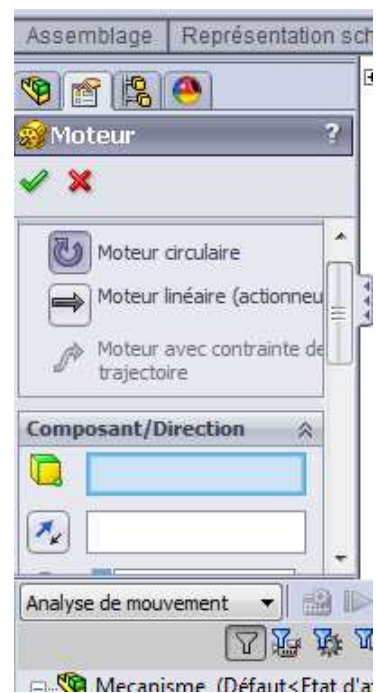 Assemblage Représentation sch
Moteur ?
Moteur circulaire
Moteur linéaire (actionneu
Moteur avec contrainte de
trajectoire
Composant/Direction
Analyse de mouvement
Mecanisme (Défaut<Etat d'a